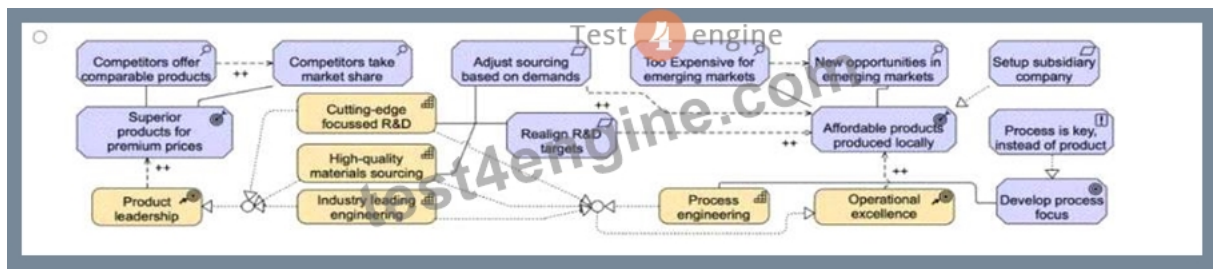 Test 4 engine
Competitors offer
comparable products
++
Competitors take
market share
Adjust sourcing
based on demands
Too Expensive for
emerging markets
New opportunities in
emerging markets
Setup subsidiary
company
Superior
products for
premium prices
Cutting-edge
focussed R&D
++
Realign R&D
targets
++
Affordable products
produced locally
Process is key,
instead of product
++
High-quality
materials sourcing
++
Product
leadership
Industry leading
engineering
Process
engineering
Operational
excellence
Develop process
focus
test4engine.com